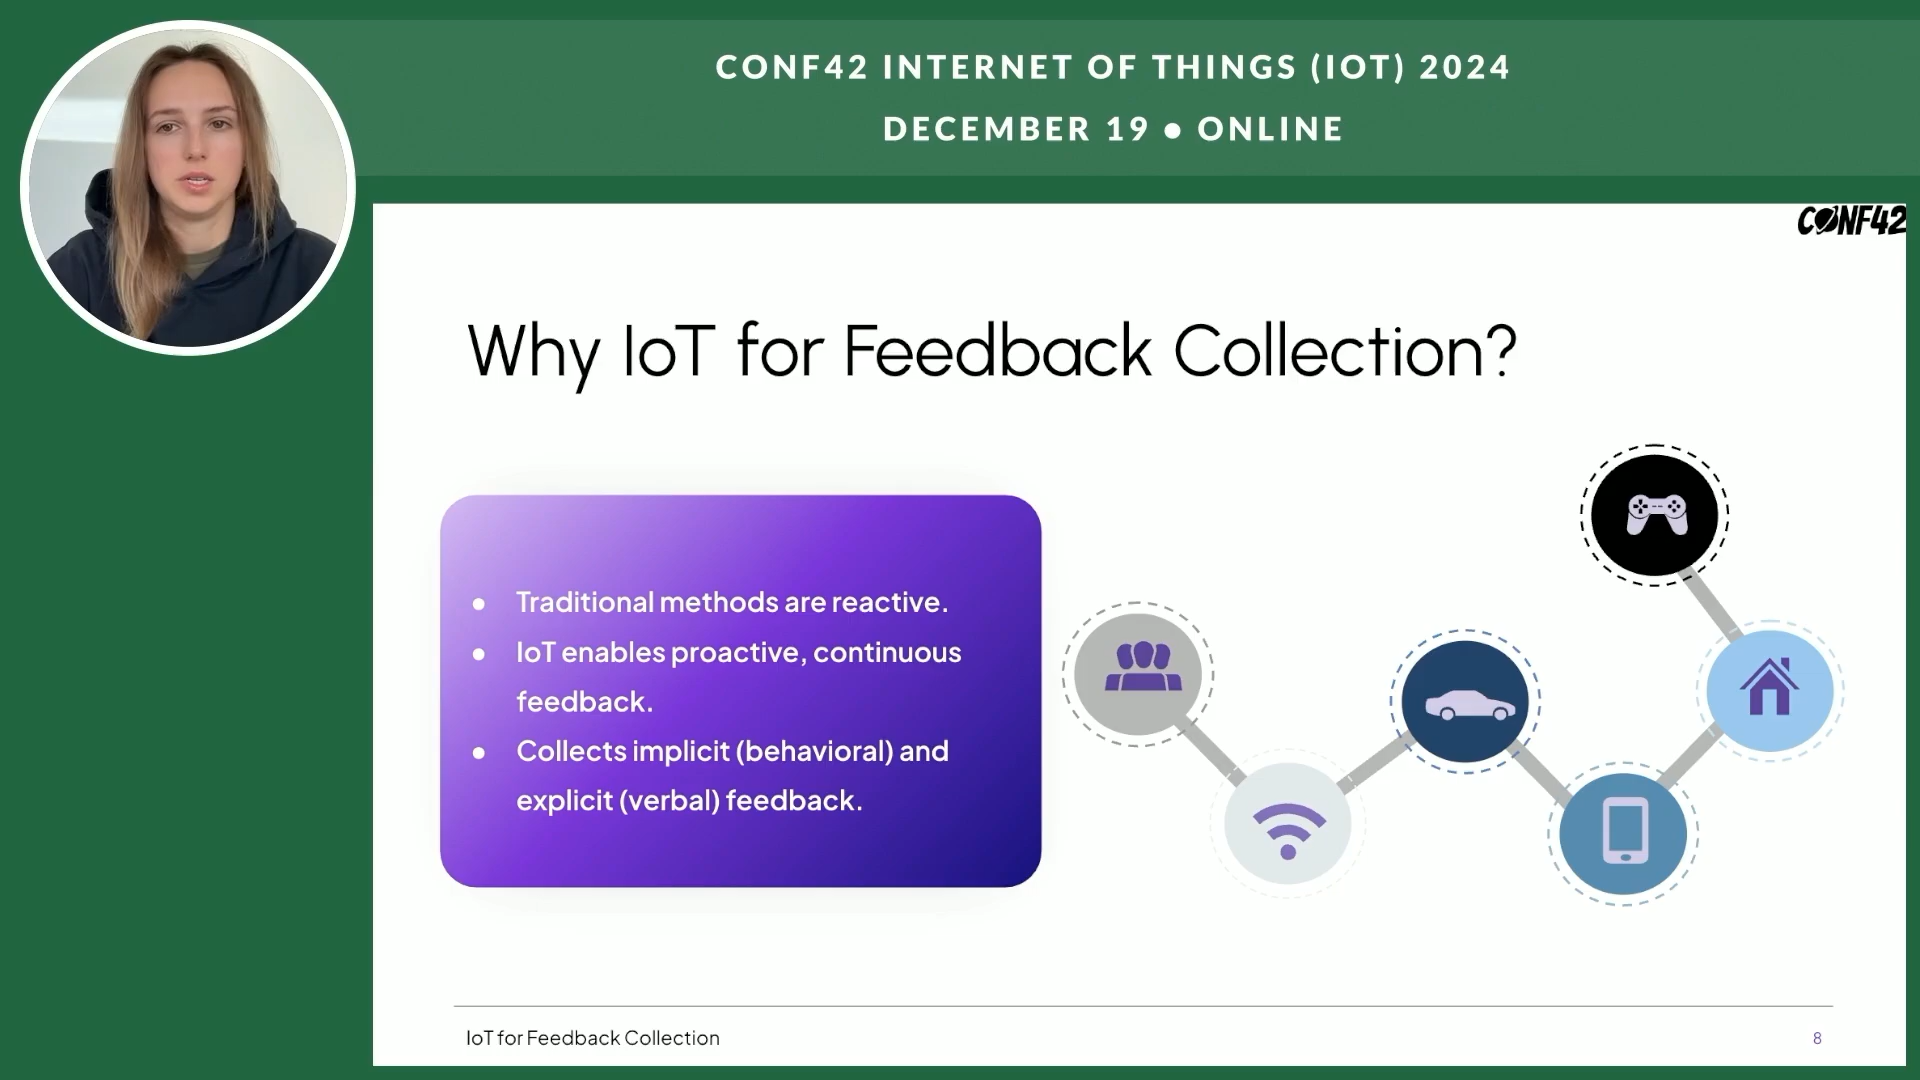 CONF42 INTERNET OF THINGS (IOT) 2024
DECEMBER 19 ● ONLINE
CONF42
Why IoT for Feedback Collection?
● Traditional methods are reactive.
● IoT enables proactive, continuous
feedback.
● Collects implicit (behavioral) and
explicit (verbal) feedback.
IoT for Feedback Collection
8